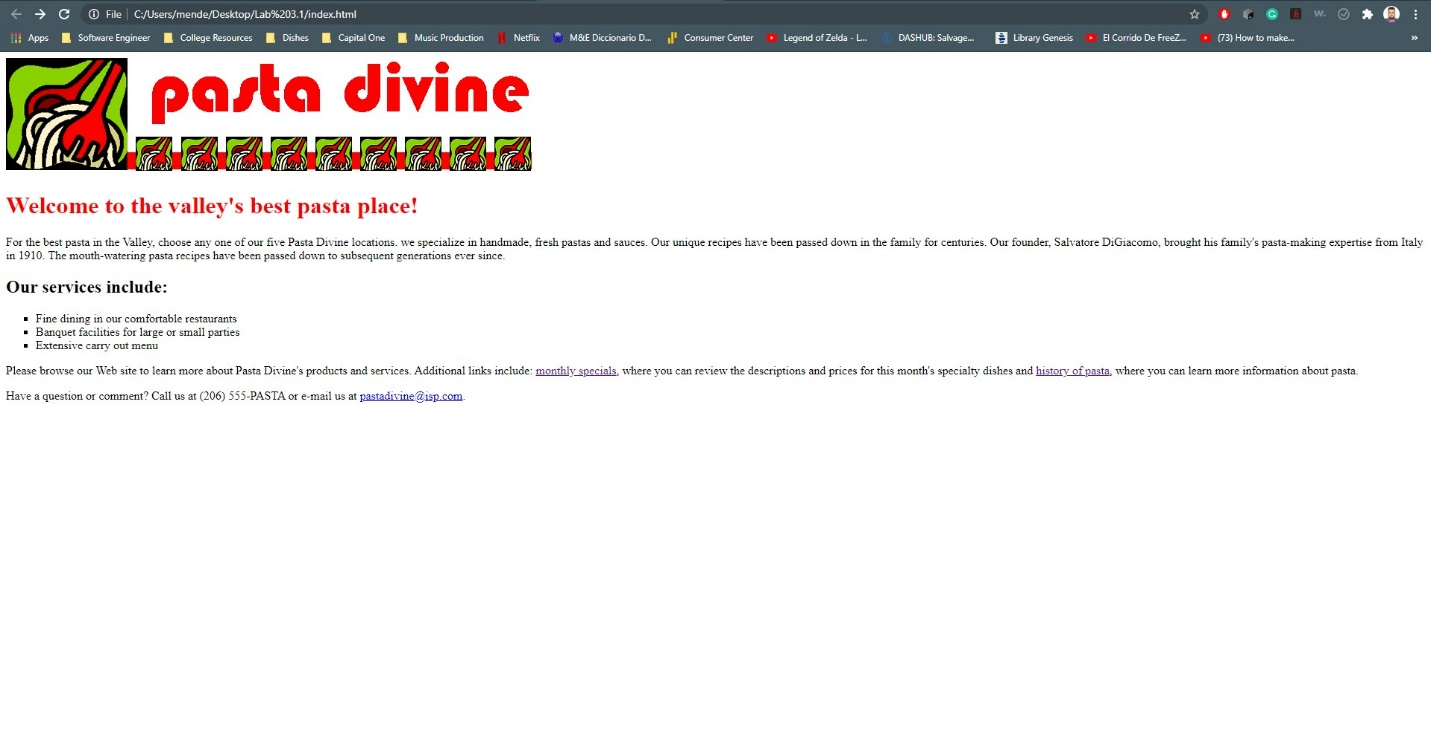 File C:/Users/mende/Desktop/Lab%203.1/index.html
Apps Software Engineer College Resources Dishes Capital One Music Production Netflix M&E Diccionario D... Consumer Center Legend of Zelda - L... DASHUB: Salvage... Library Genesis El Corrido De FreeZ... (73) How to make... »
pasta divine
Welcome to the valley's best pasta place!
For the best pasta in the Valley, choose any one of our five Pasta Divine locations. we specialize in handmade, fresh pastas and sauces. Our unique recipes have been passed down in the family for centuries. Our founder, Salvatore DiGiacomo, brought his family's pasta-making expertise from Italy
in 1910. The mouth-watering pasta recipes have been passed down to subsequent generations ever since.
Our services include:
Fine dining in our comfortable restaurants
Banquet facilities for large or small parties
Extensive carry out menu
Please browse our Web site to learn more about Pasta Divine's products and services. Additional links include: monthly specials, where you can review the descriptions and prices for this month's specialty dishes and history of pasta, where you can learn more information about pasta.
Have a question or comment? Call us at (206) 555-PASTA or e-mail us at pastadivine@isp.com.